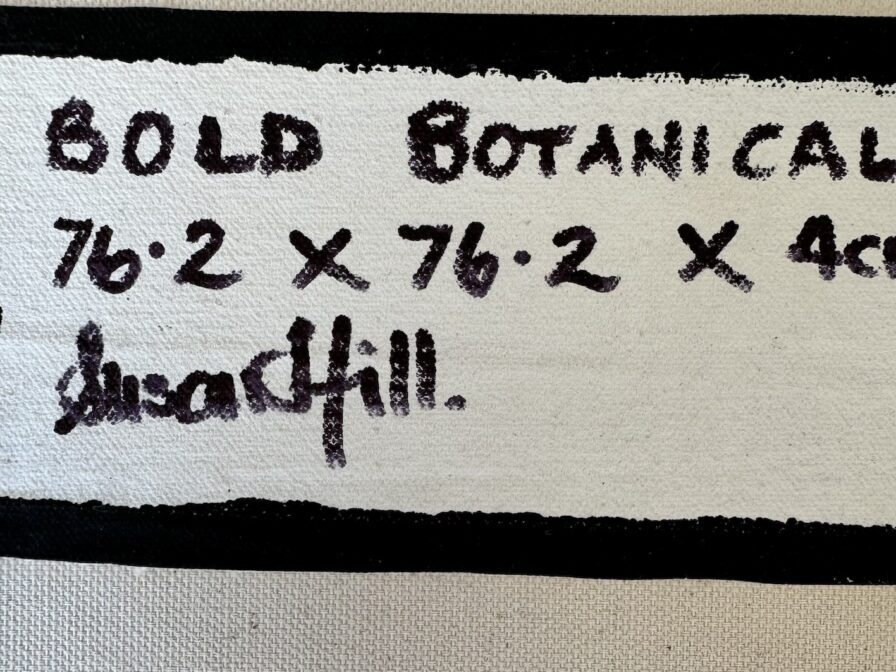 BOLD BOTANICAL
76.2 X 76.2 X 4c
Susan Hill.